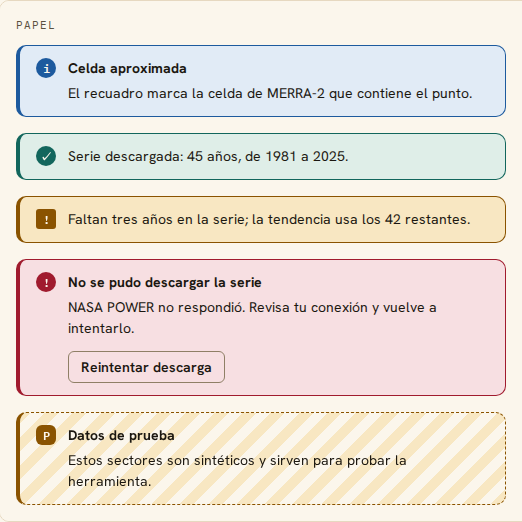 PAPEL
i Celda aproximada
El recuadro marca la celda de MERRA-2 que contiene el punto.
✓ Serie descargada: 45 años, de 1981 a 2025.
! Faltan tres años en la serie; la tendencia usa los 42 restantes.
! No se pudo descargar la serie
NASA POWER no respondió. Revisa tu conexión y vuelve a
intentarlo.
Reintentar descarga
P Datos de prueba
Estos sectores son sintéticos y sirven para probar la
herramienta.